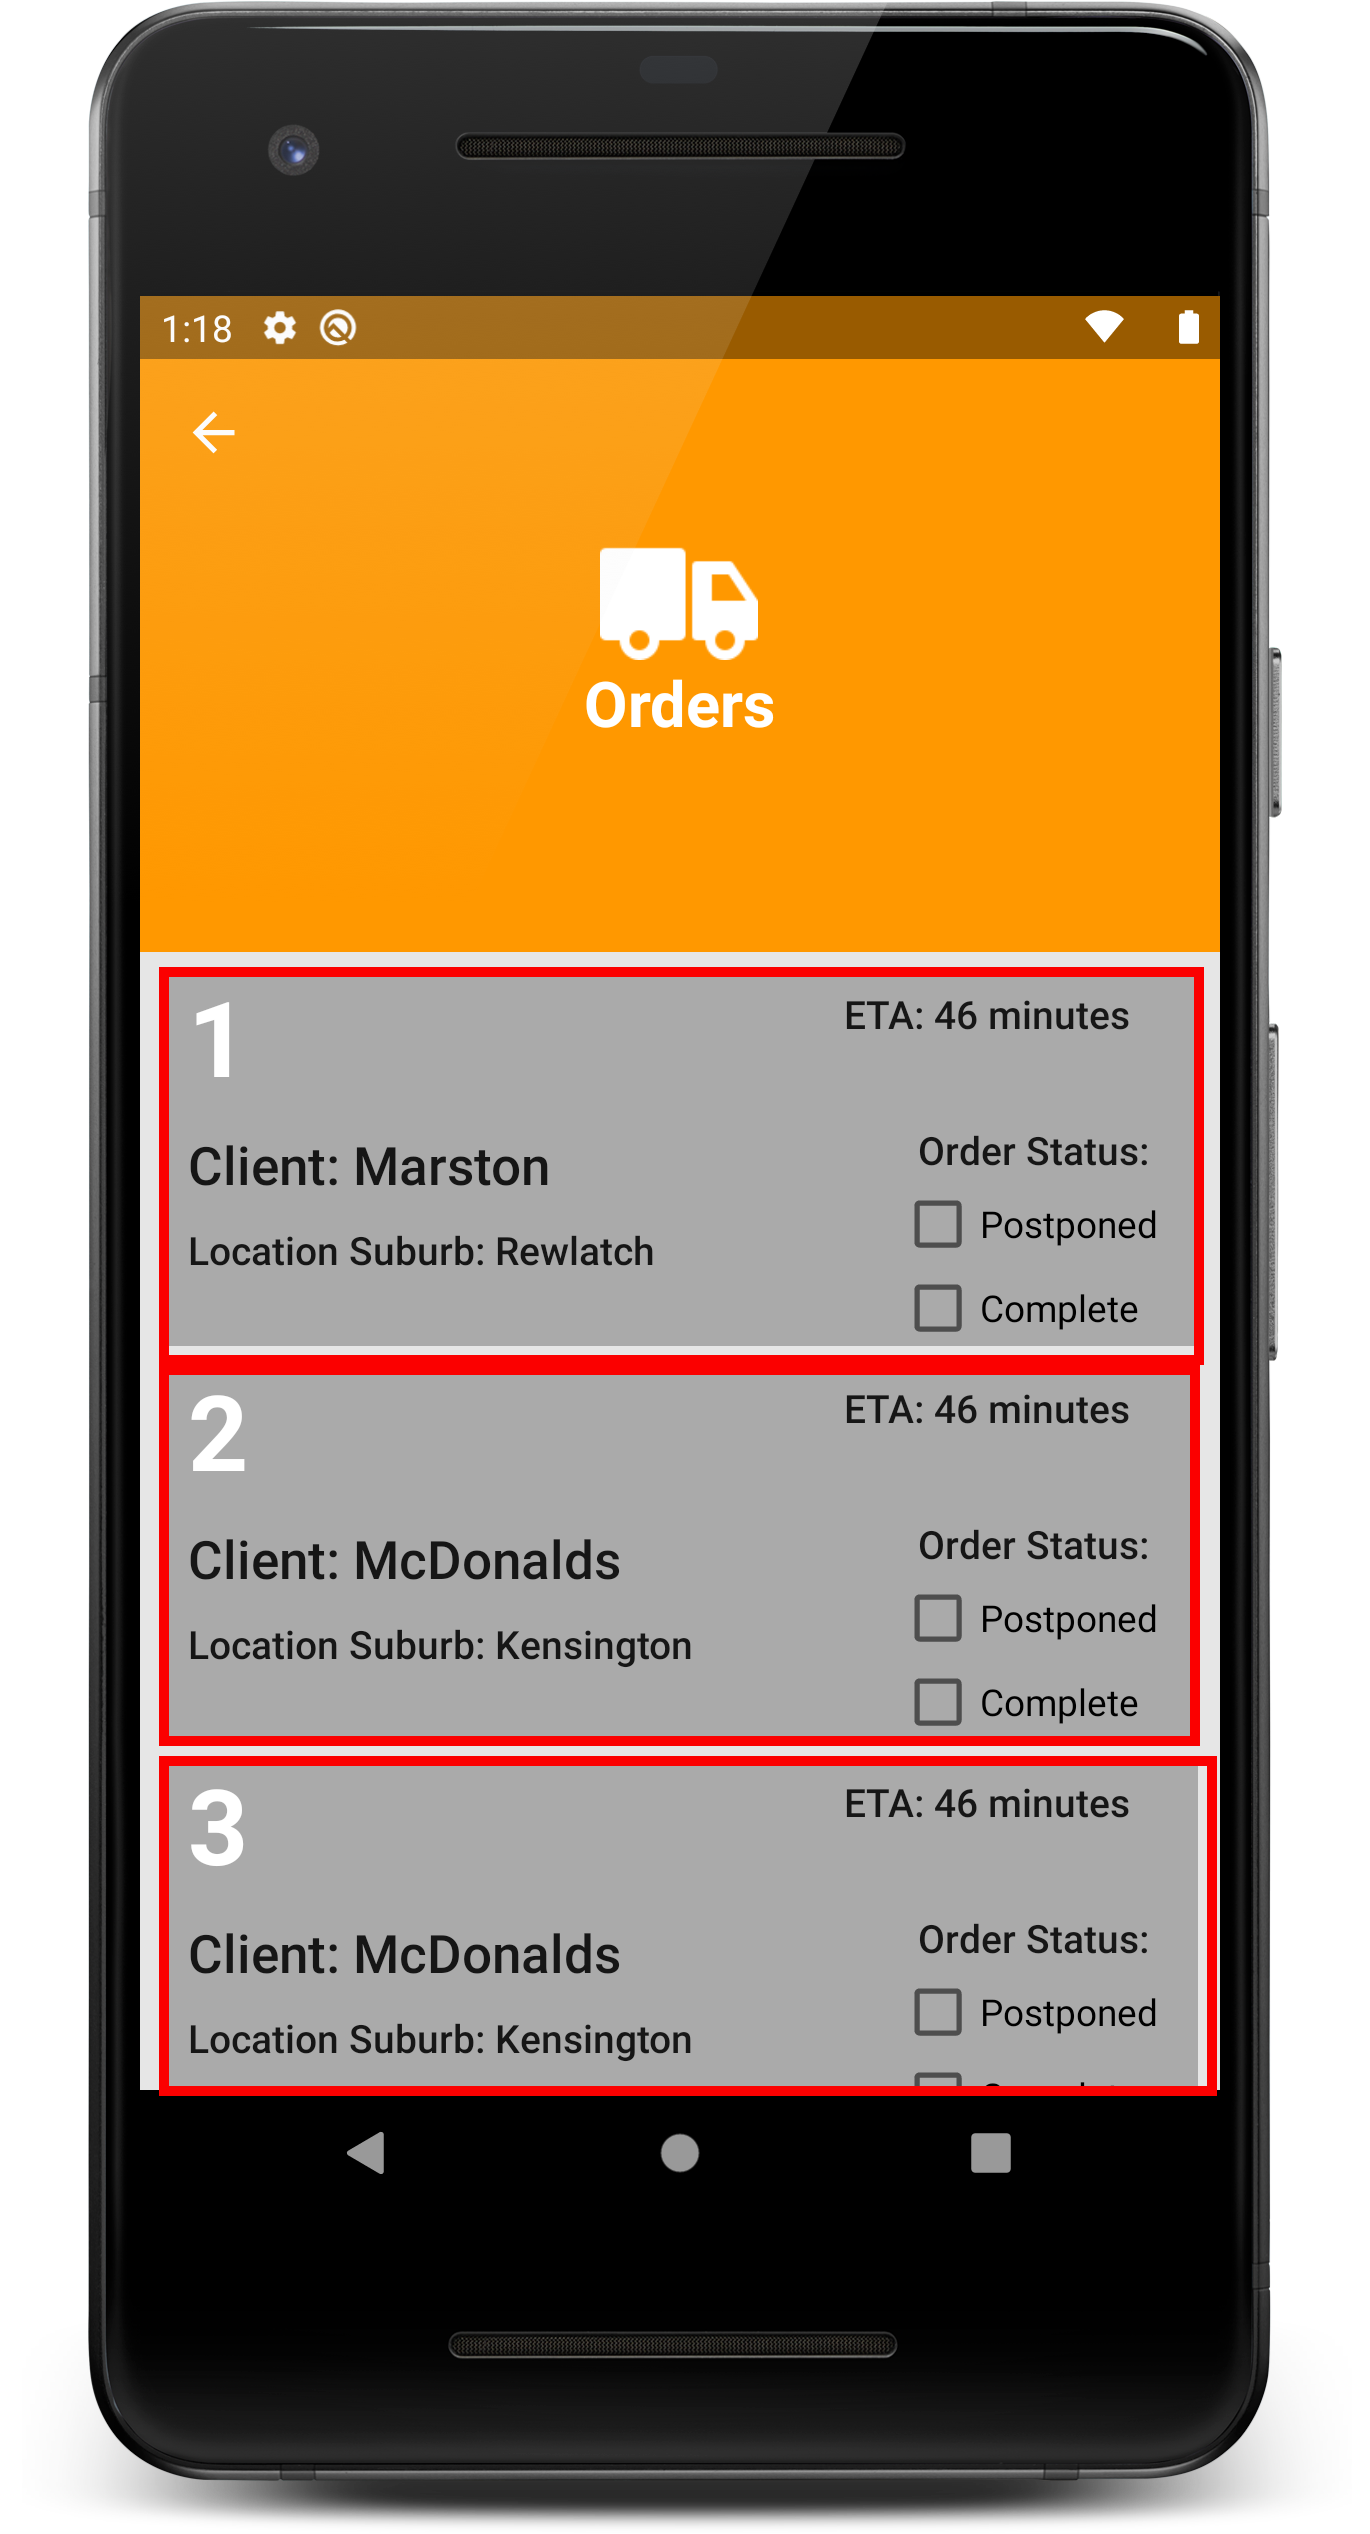 1:18
Orders
1
ETA: 46 minutes
Client: Marston
Order Status:
Postponed
Location Suburb: Rewlatch
Complete
2
ETA: 46 minutes
Client: McDonalds
Order Status:
Postponed
Location Suburb: Kensington
Complete
3
ETA: 46 minutes
Client: McDonalds
Order Status:
Postponed
Location Suburb: Kensington